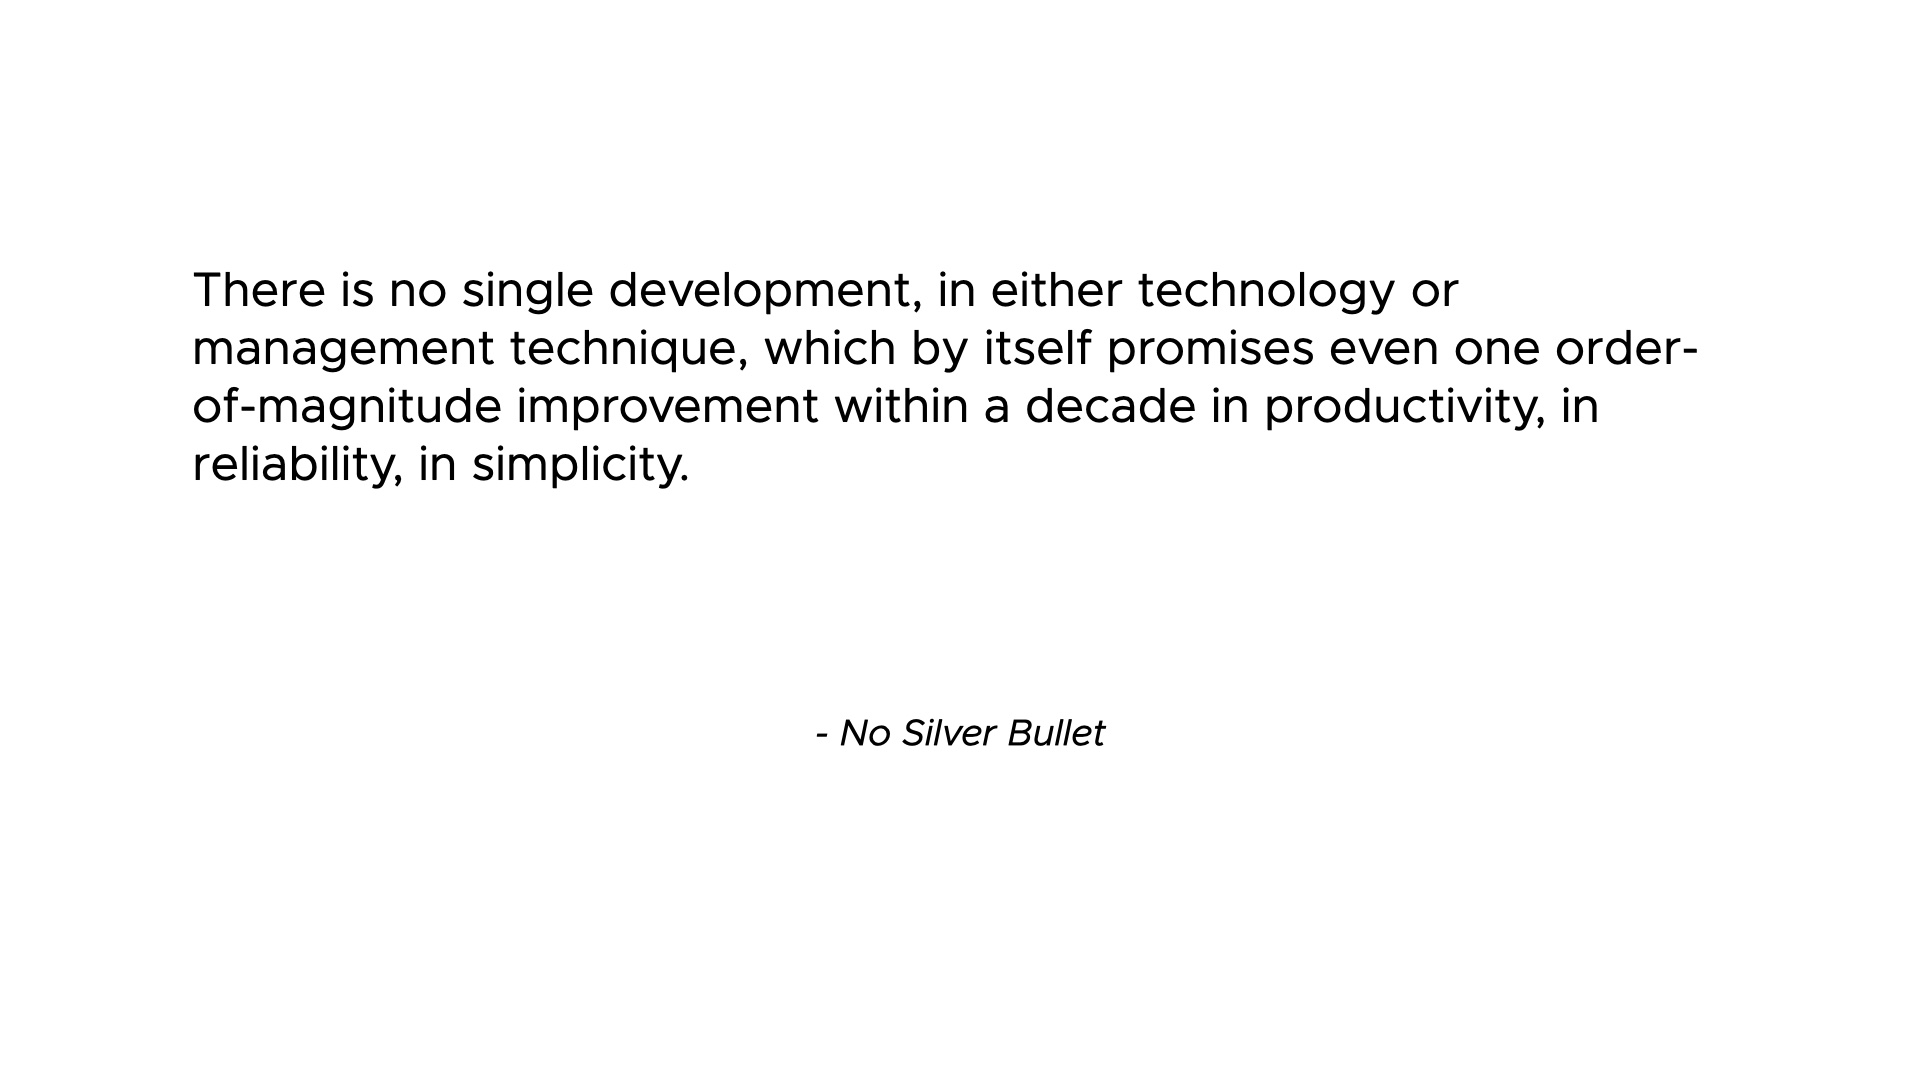 There is no single development, in either technology or
management technique, which by itself promises even one order-
of-magnitude improvement within a decade in productivity, in
reliability, in simplicity.
- No Silver Bullet